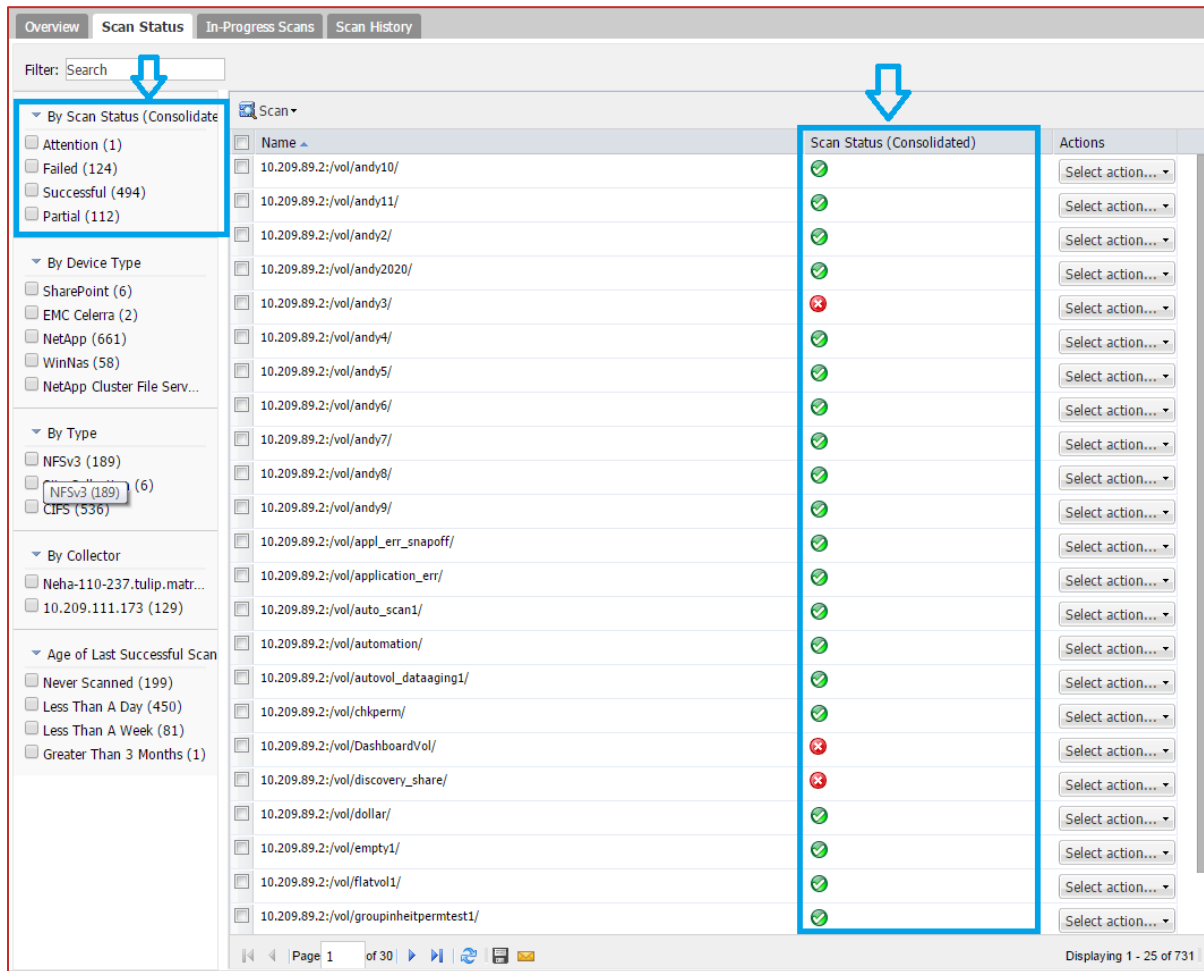 Overview Scan Status In-Progress Scans Scan History
Filter: Search
By Scan Status (Consolidate
Attention (1)
Failed (124)
Successful (494)
Partial (112)
By Device Type
SharePoint (6)
EMC Celerra (2)
NetApp (661)
WinNas (58)
NetApp Cluster File Serv...
By Type
NFSv3 (189)
(6)
NFSv3 (189)
CIFS (536)
By Collector
Neha-110-237.tulip.matr...
10.209.111.173 (129)
Age of Last Successful Scan
Never Scanned (199)
Less Than A Day (450)
Less Than A Week (81)
Greater Than 3 Months (1)
Scan
Name Scan Status (Consolidated) Actions
10.209.89.2:/vol/andy10/ Select action...
10.209.89.2:/vol/andy11/ Select action...
10.209.89.2:/vol/andy2/ Select action...
10.209.89.2:/vol/andy2020/ Select action...
10.209.89.2:/vol/andy3/ Select action...
10.209.89.2:/vol/andy4/ Select action...
10.209.89.2:/vol/andy5/ Select action...
10.209.89.2:/vol/andy6/ Select action...
10.209.89.2:/vol/andy7/ Select action...
10.209.89.2:/vol/andy8/ Select action...
10.209.89.2:/vol/andy9/ Select action...
10.209.89.2:/vol/appl_err_snapoff/ Select action...
10.209.89.2:/vol/application_err/ Select action...
10.209.89.2:/vol/auto_scan1/ Select action...
10.209.89.2:/vol/automation/ Select action...
10.209.89.2:/vol/autovol_dataaging1/ Select action...
10.209.89.2:/vol/chkperm/ Select action...
10.209.89.2:/vol/DashboardVol/ Select action...
10.209.89.2:/vol/discovery_share/ Select action...
10.209.89.2:/vol/dollar/ Select action...
10.209.89.2:/vol/empty1/ Select action...
10.209.89.2:/vol/flatvol1/ Select action...
10.209.89.2:/vol/groupinheitpermtest1/ Select action...
Page 1 of 30 Displaying 1 - 25 of 731